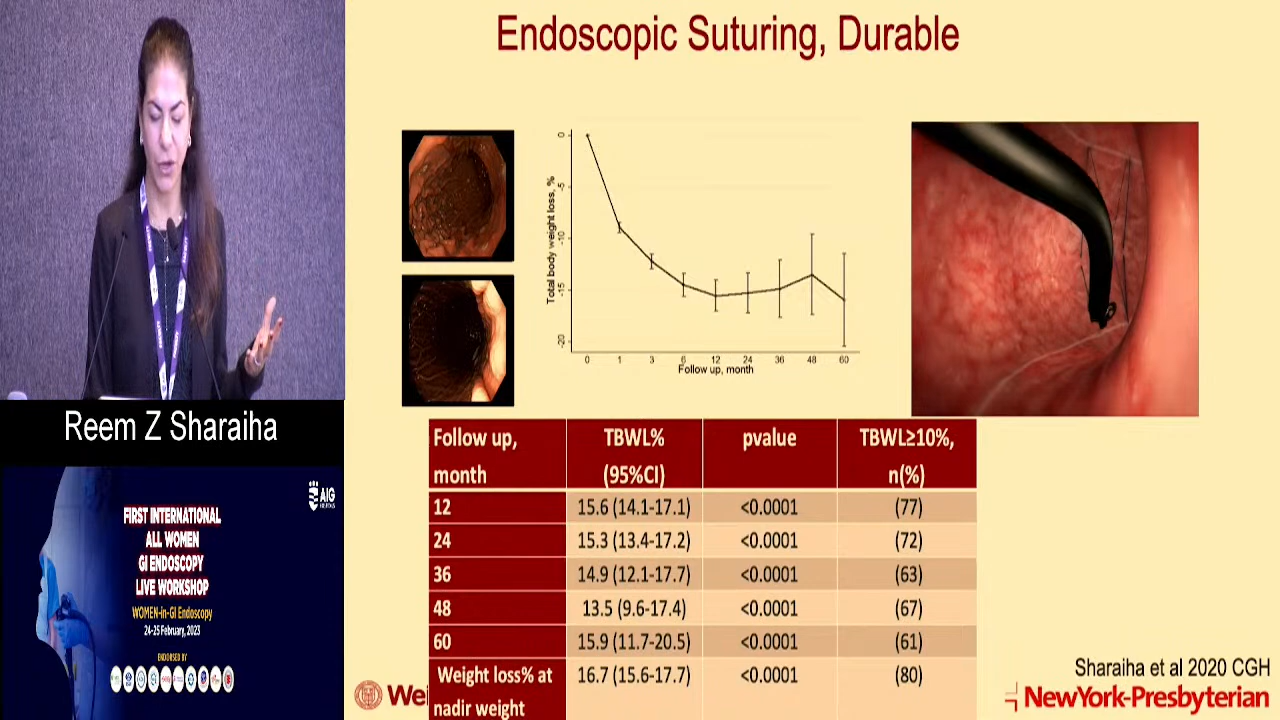 Endoscopic Suturing, Durable
Total body weight loss, %
0
-5
-10
-15
-20
0 1 3 6 12 24 36 48 60
Follow up, month
Reem Z Sharaiha
AIG
HOSPITALS
FIRST INTERNATIONAL
ALL WOMEN
GI ENDOSCOPY
LIVE WORKSHOP
WOMEN-in-GI Endoscopy
24-25 February, 2023
ENDORSED BY
Follow up, month TBWL% (95%CI) pvalue TBWL≥10%, n(%)
12 15.6 (14.1-17.1) <0.0001 (77)
24 15.3 (13.4-17.2) <0.0001 (72)
36 14.9 (12.1-17.7) <0.0001 (63)
48 13.5 (9.6-17.4) <0.0001 (67)
60 15.9 (11.7-20.5) <0.0001 (61)
Weight loss% at nadir weight 16.7 (15.6-17.7) <0.0001 (80)
Sharaiha et al 2020 CGH
Wei
NewYork-Presbyterian